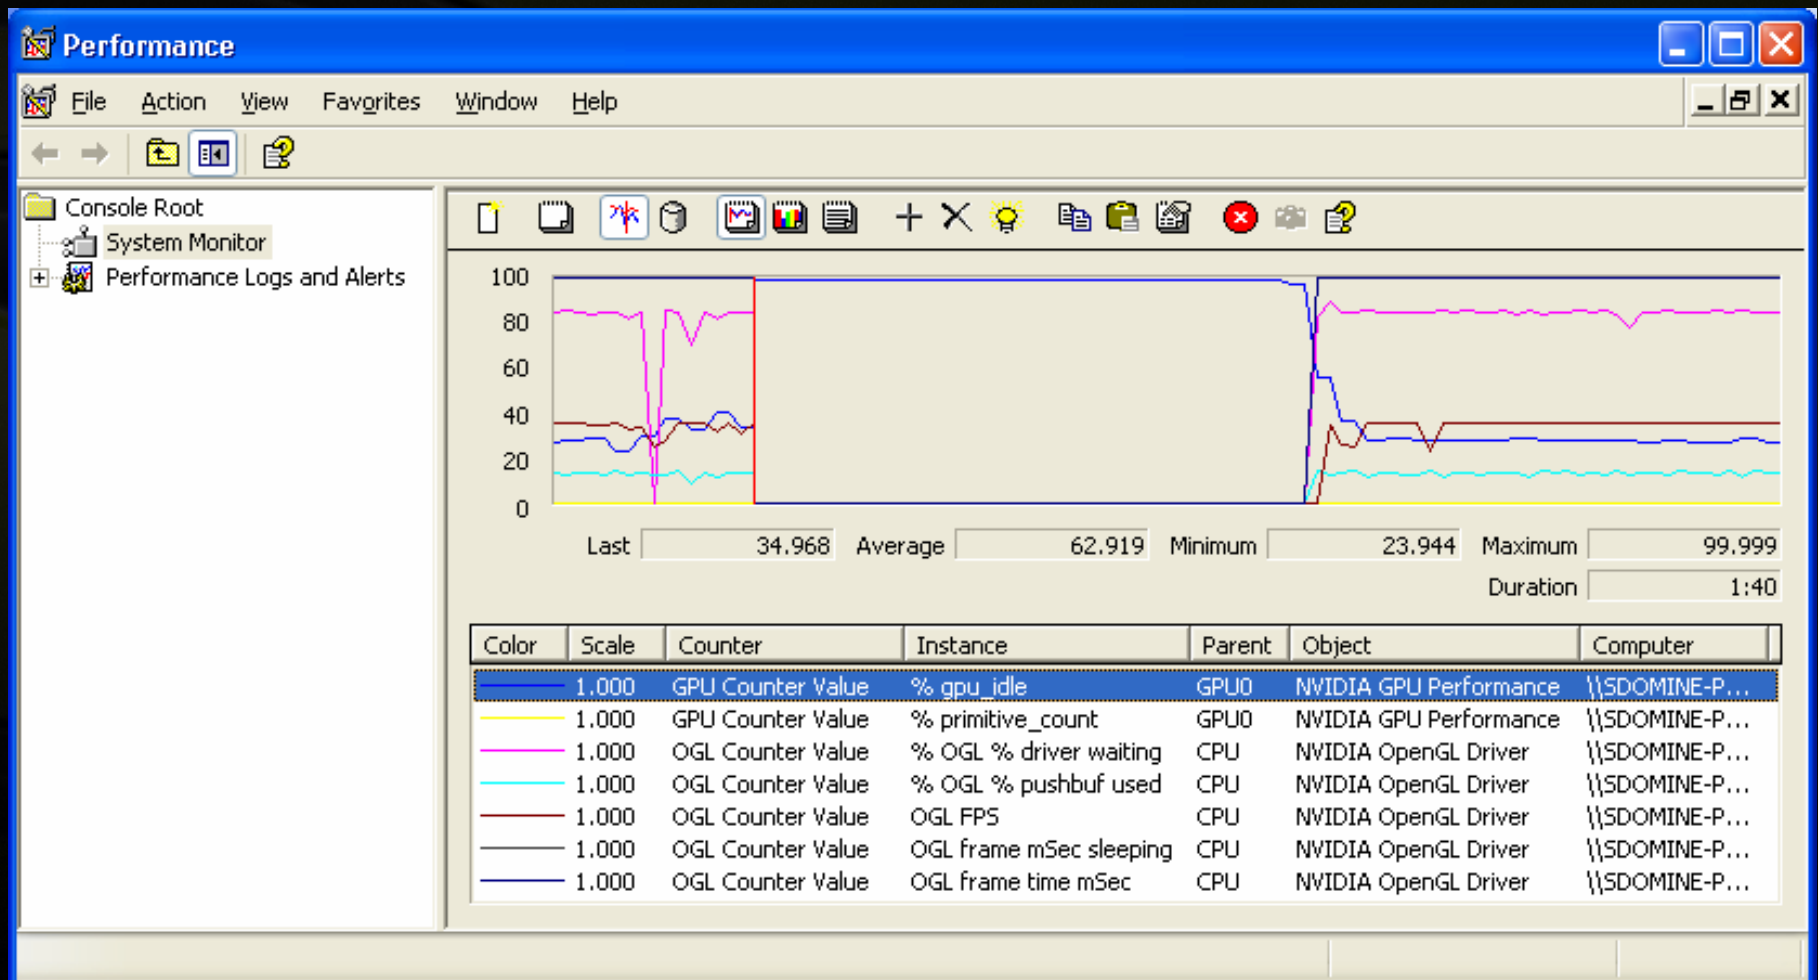 Performance
File Action View Favorites Window Help
Console Root
System Monitor
Performance Logs and Alerts
100
80
60
40
20
0
Last 34.968 Average 62.919 Minimum 23.944 Maximum 99.999
Duration 1:40
Color Scale Counter Instance Parent Object Computer
1.000 GPU Counter Value % gpu_idle GPU0 NVIDIA GPU Performance \\SDOMINE-P...
1.000 GPU Counter Value % primitive_count GPU0 NVIDIA GPU Performance \\SDOMINE-P...
1.000 OGL Counter Value % OGL % driver waiting CPU NVIDIA OpenGL Driver \\SDOMINE-P...
1.000 OGL Counter Value % OGL % pushbuf used CPU NVIDIA OpenGL Driver \\SDOMINE-P...
1.000 OGL Counter Value OGL FPS CPU NVIDIA OpenGL Driver \\SDOMINE-P...
1.000 OGL Counter Value OGL frame mSec sleeping CPU NVIDIA OpenGL Driver \\SDOMINE-P...
1.000 OGL Counter Value OGL frame time mSec CPU NVIDIA OpenGL Driver \\SDOMINE-P...